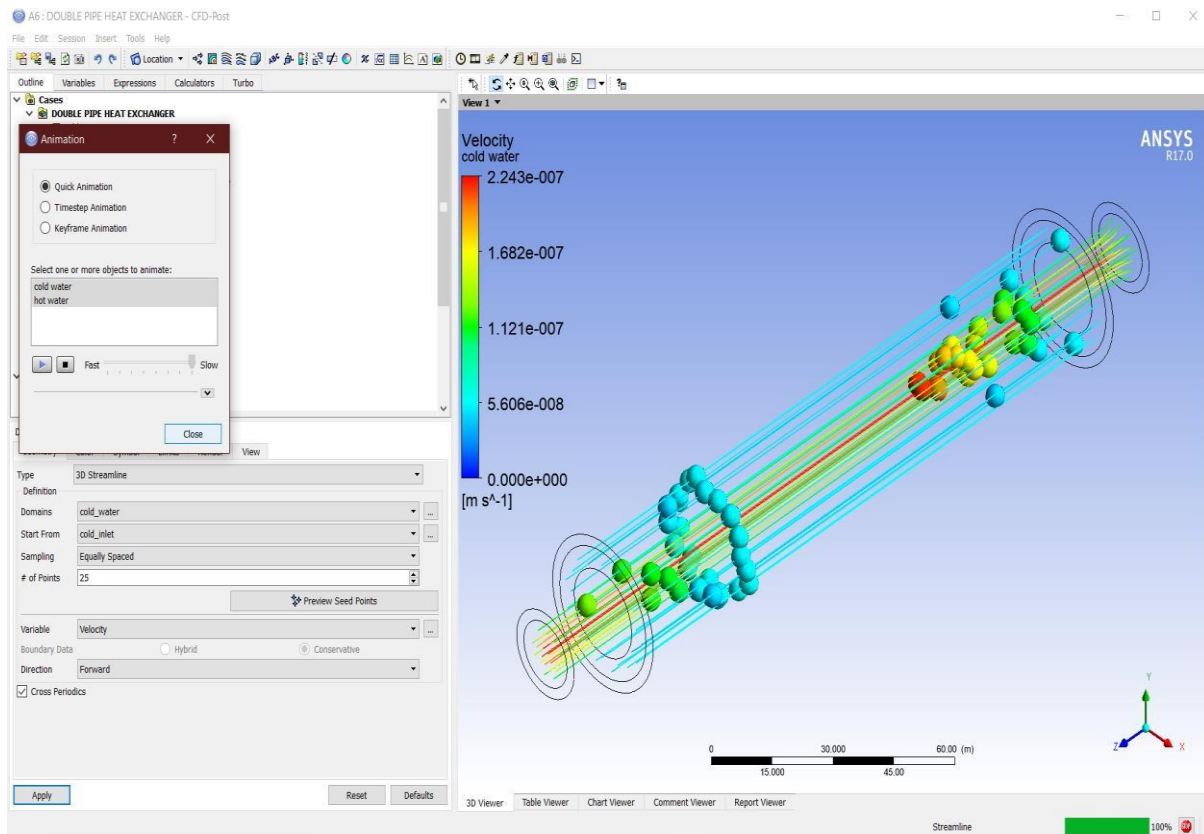 A6 : DOUBLE PIPE HEAT EXCHANGER - CFD-Post
File Edit Session Insert Tools Help
Location
Outline Variables Expressions Calculators Turbo
Cases
DOUBLE PIPE HEAT EXCHANGER
Animation ? X
Quick Animation
Timestep Animation
Keyframe Animation
Select one or more objects to animate:
cold water
hot water
Fast Slow
Close
View
Type 3D Streamline
Definition
Domains cold_water ...
Start From cold_inlet ...
Sampling Equally Spaced
# of Points 25
Preview Seed Points
Variable Velocity ...
Boundary Data Hybrid Conservative
Direction Forward
Cross Periodics
Apply Reset Defaults
View 1
Velocity
cold water
2.243e-007
1.682e-007
1.121e-007
5.606e-008
0.000e+000
[m s^-1]
ANSYS
R17.0
Y
Z X
0 30.000 60.00 (m)
15.000 45.00
3D Viewer Table Viewer Chart Viewer Comment Viewer Report Viewer
Streamline 100%